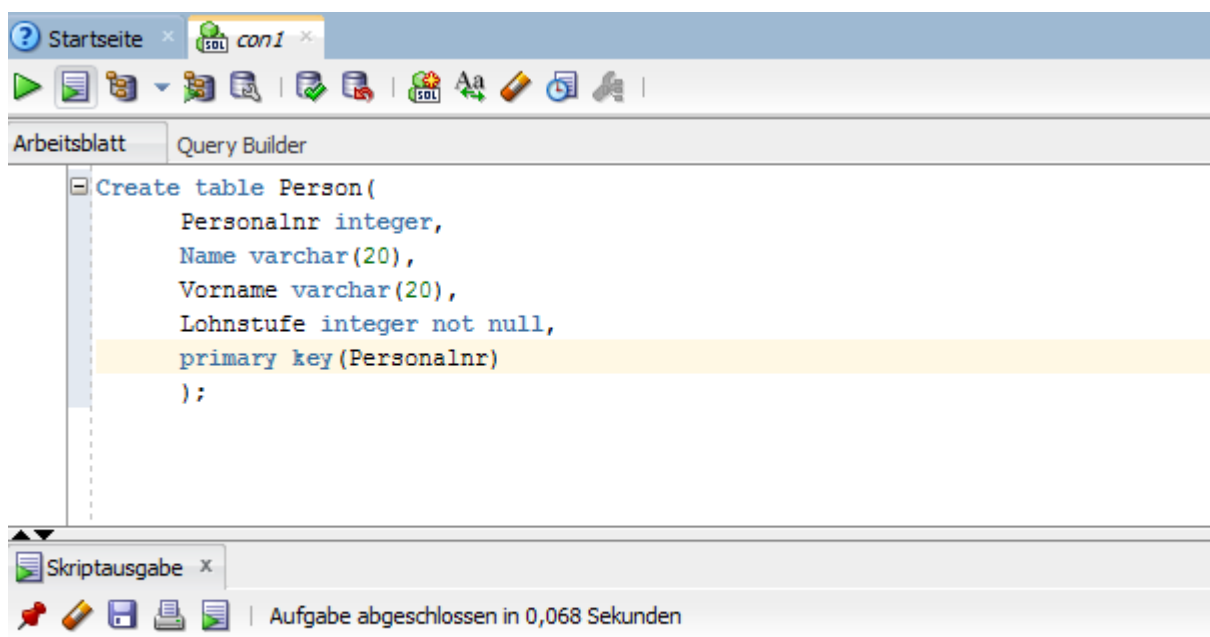 Startseite
con1
Arbeitsblatt
Query Builder
Create table Person(
Personalnr integer,
Name varchar(20),
Vorname varchar(20),
Lohnstufe integer not null,
primary key(Personalnr)
);
Skriptausgabe
Aufgabe abgeschlossen in 0,068 Sekunden